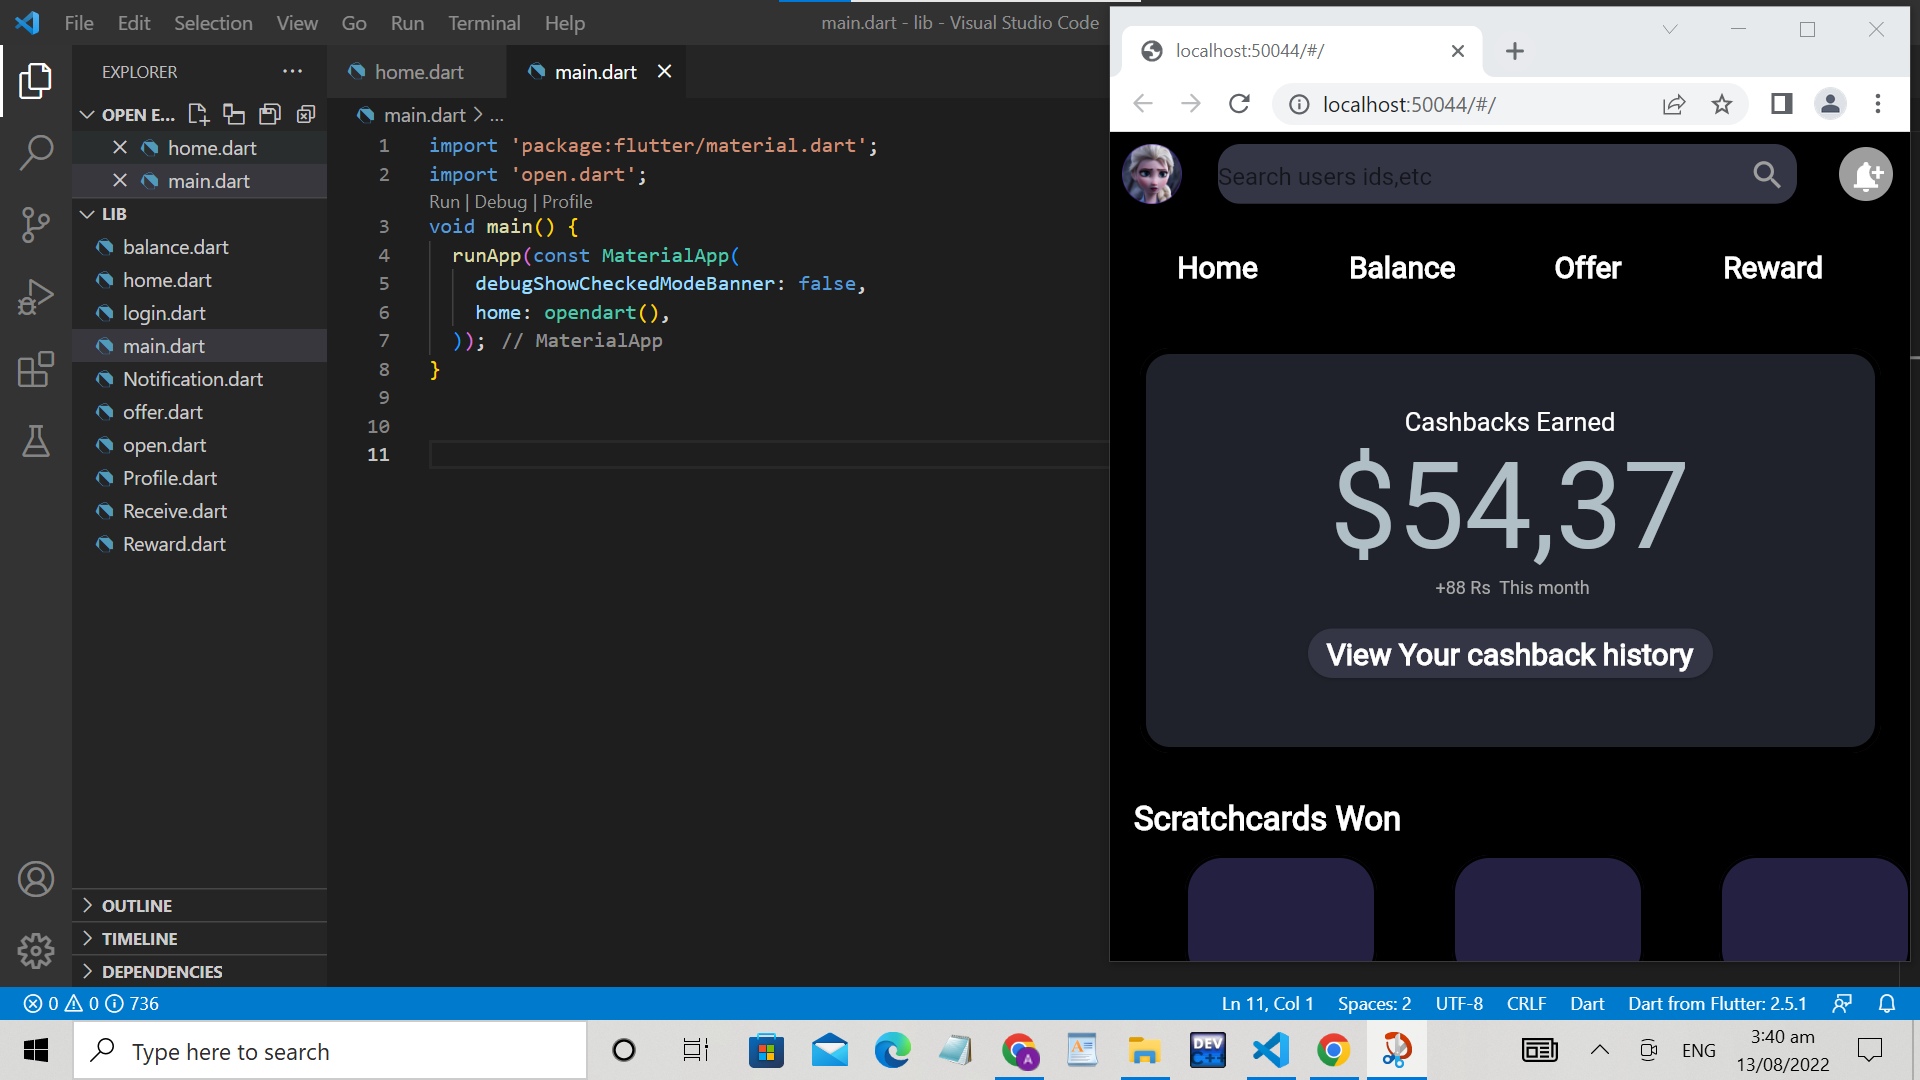 File Edit Selection View Go Run Terminal Help
main.dart - lib - Visual Studio Code
EXPLORER
OPEN E...
home.dart
main.dart
LIB
balance.dart
home.dart
login.dart
main.dart
Notification.dart
offer.dart
open.dart
Profile.dart
Receive.dart
Reward.dart
OUTLINE
TIMELINE
DEPENDENCIES
home.dart main.dart
main.dart > ...
1 import 'package:flutter/material.dart';
2 import 'open.dart';
Run | Debug | Profile
3 void main() {
4 runApp(const MaterialApp(
5 debugShowCheckedModeBanner: false,
6 home: opendart(),
7 )); // MaterialApp
8 }
9
10
11
localhost:50044/#/
localhost:50044/#/
Search users ids,etc
Home Balance Offer Reward
Cashbacks Earned
$54,37
+88 Rs This month
View Your cashback history
Scratchcards Won
0 0 736
Ln 11, Col 1 Spaces: 2 UTF-8 CRLF Dart Dart from Flutter: 2.5.1
Type here to search
A
DEV
C++
ENG
3:40 am
13/08/2022